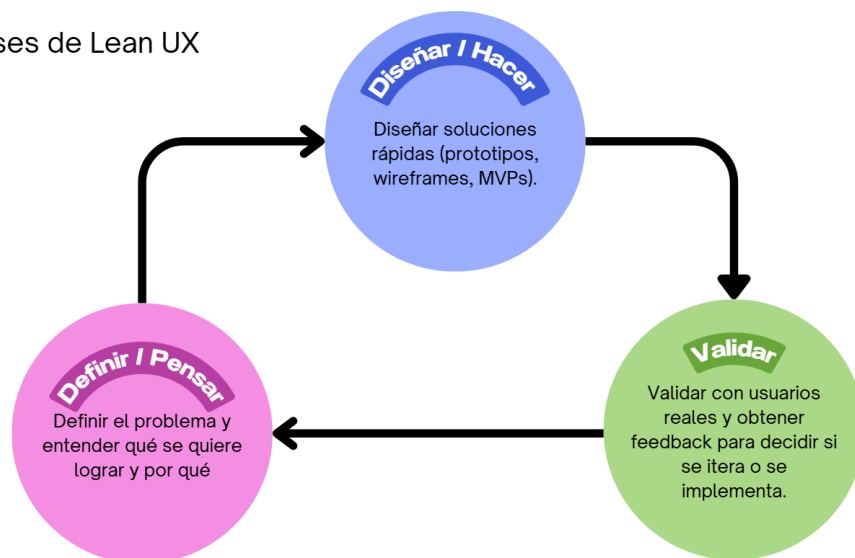 ses de Lean UX
Diseñar / Hacer
Diseñar soluciones
rápidas (prototipos,
wireframes, MVPs).
Definir / Pensar
Definir el problema y
entender qué se quiere
lograr y por qué
Validar
Validar con usuarios
reales y obtener
feedback para decidir si
se itera o se
implementa.